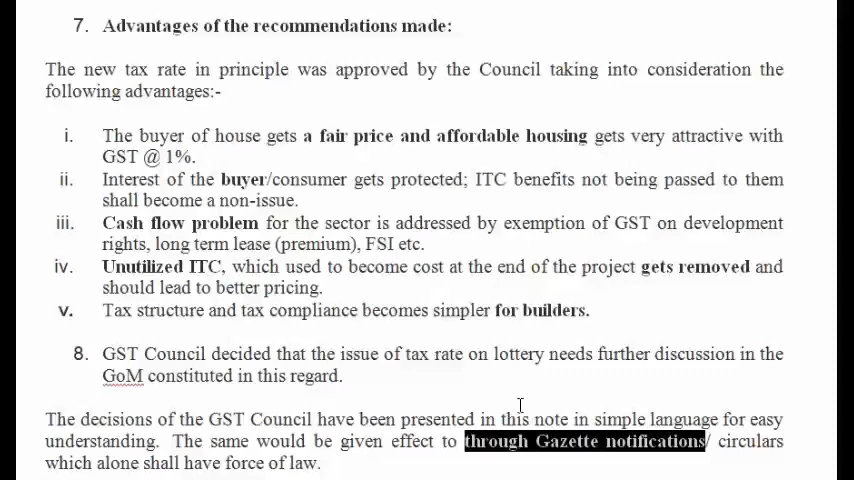 7. Advantages of the recommendations made:
The new tax rate in principle was approved by the Council taking into consideration the
following advantages:-
i. The buyer of house gets a fair price and affordable housing gets very attractive with
GST @ 1%.
ii. Interest of the buyer/consumer gets protected; ITC benefits not being passed to them
shall become a non-issue.
iii. Cash flow problem for the sector is addressed by exemption of GST on development
rights, long term lease (premium), FSI etc.
iv. Unutilized ITC, which used to become cost at the end of the project gets removed and
should lead to better pricing.
v. Tax structure and tax compliance becomes simpler for builders.
8. GST Council decided that the issue of tax rate on lottery needs further discussion in the
GoM constituted in this regard.
The decisions of the GST Council have been presented in this note in simple language for easy
understanding. The same would be given effect to through Gazette notifications/ circulars
which alone shall have force of law.